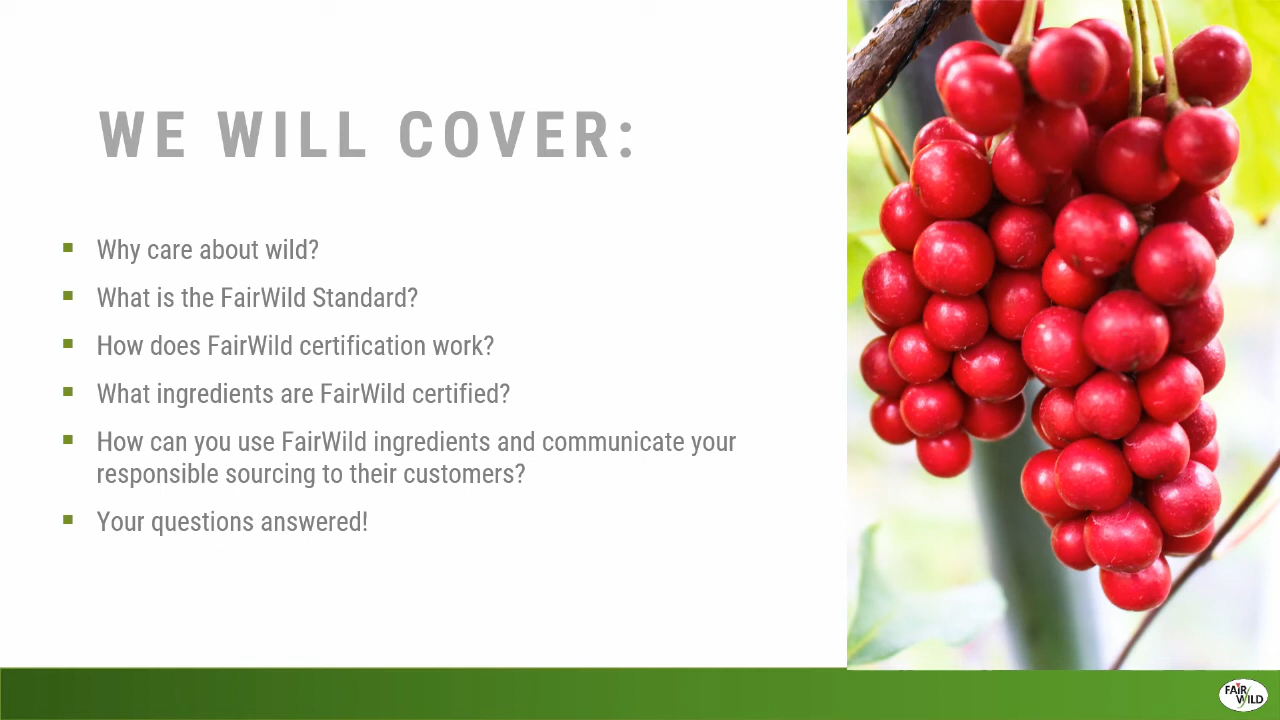 WE WILL COVER:
Why care about wild?
What is the FairWild Standard?
How does FairWild certification work?
What ingredients are FairWild certified?
How can you use FairWild ingredients and communicate your
responsible sourcing to their customers?
Your questions answered!
FAIR
WILD